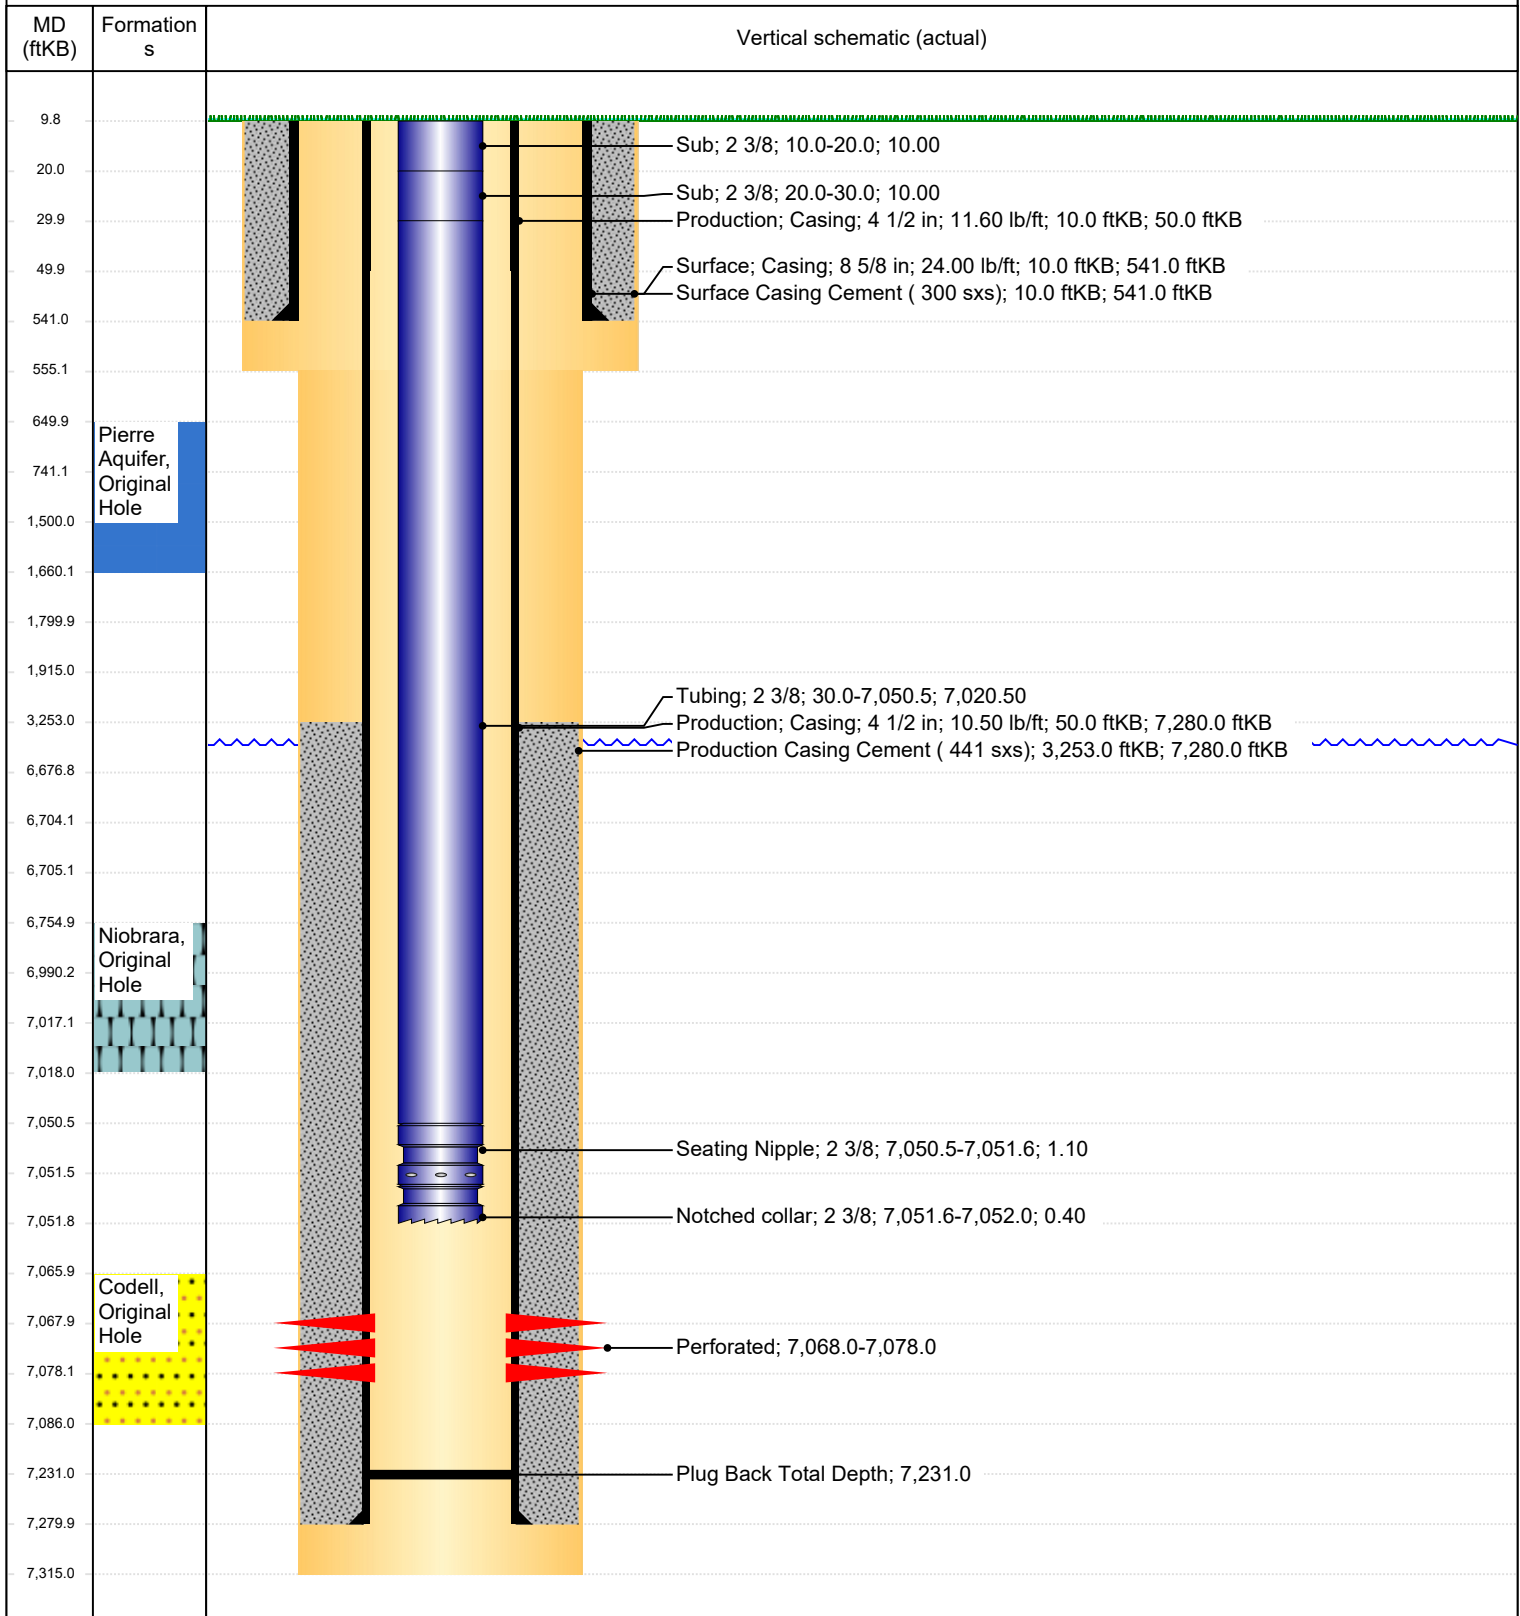 MD
(ftKB)
Formation
s
Vertical schematic (actual)
9.8
20.0
29.9
49.9
541.0
555.1
649.9
741.1
1,500.0
1,660.1
1,799.9
1,915.0
3,253.0
6,676.8
6,704.1
6,705.1
6,754.9
6,990.2
7,017.1
7,018.0
7,050.5
7,051.5
7,051.8
7,065.9
7,067.9
7,078.1
7,086.0
7,231.0
7,279.9
7,315.0
Pierre
Aquifer,
Original
Hole
Niobrara,
Original
Hole
Codell,
Original
Hole
Sub; 2 3/8; 10.0-20.0; 10.00
Sub; 2 3/8; 20.0-30.0; 10.00
Production; Casing; 4 1/2 in; 11.60 lb/ft; 10.0 ftKB; 50.0 ftKB
Surface; Casing; 8 5/8 in; 24.00 lb/ft; 10.0 ftKB; 541.0 ftKB
Surface Casing Cement ( 300 sxs); 10.0 ftKB; 541.0 ftKB
Tubing; 2 3/8; 30.0-7,050.5; 7,020.50
Production; Casing; 4 1/2 in; 10.50 lb/ft; 50.0 ftKB; 7,280.0 ftKB
Production Casing Cement ( 441 sxs); 3,253.0 ftKB; 7,280.0 ftKB
Seating Nipple; 2 3/8; 7,050.5-7,051.6; 1.10
Notched collar; 2 3/8; 7,051.6-7,052.0; 0.40
Perforated; 7,068.0-7,078.0
Plug Back Total Depth; 7,231.0